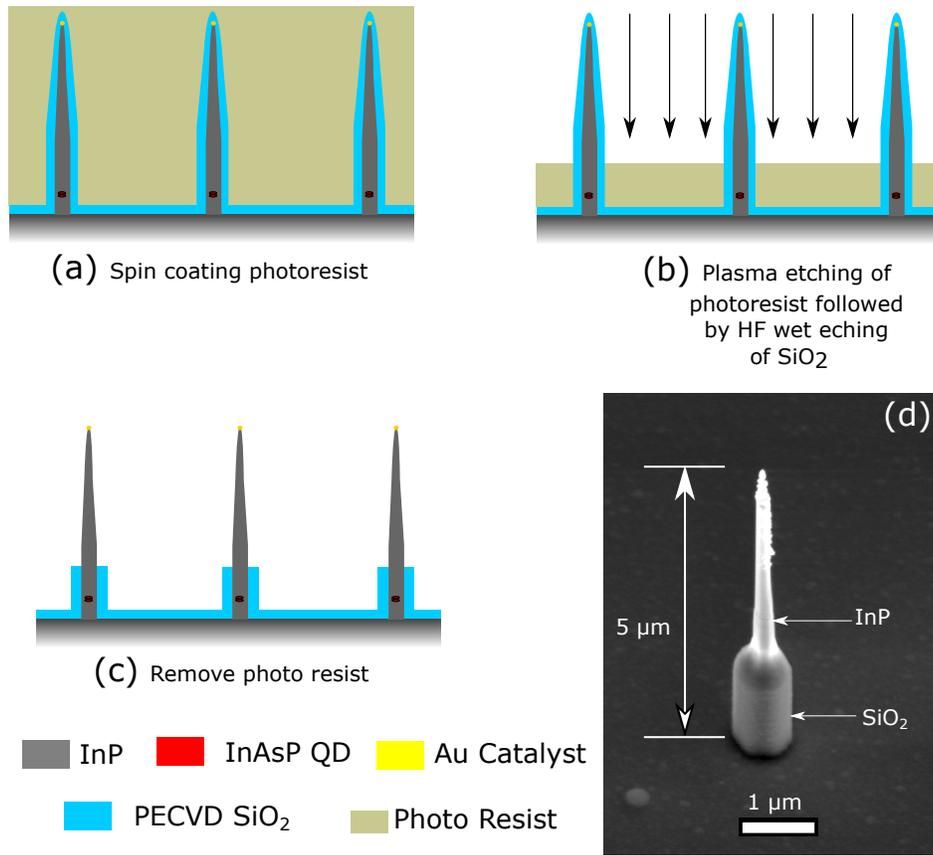 (a) Spin coating photoresist
(b) Plasma etching of
photoresist followed
by HF wet eching
of SiO2
(c) Remove photo resist
(d)
5 µm
InP
SiO2
1 µm
InP
InAsP QD
Au Catalyst
PECVD SiO2
Photo Resist